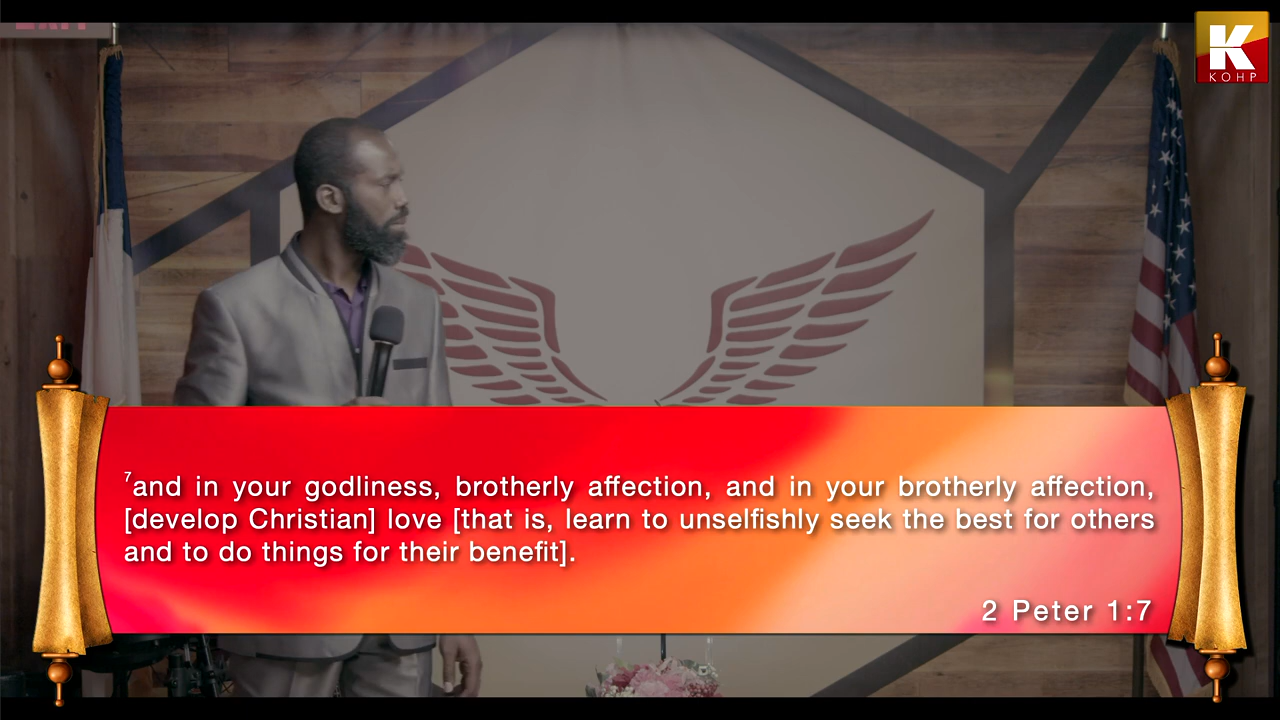 EXIT
K
KOHP
7and in your godliness, brotherly affection, and in your brotherly affection,
[develop Christian] love [that is, learn to unselfishly seek the best for others
and to do things for their benefit].
2 Peter 1:7